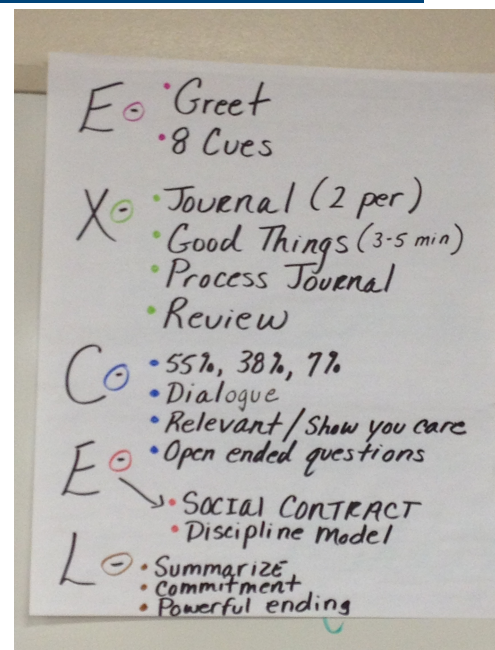 E - • Greet
• 8 Cues
X - • Journal (2 per)
• Good Things (3-5 min)
• Process Journal
• Review
C - • 55%, 38%, 7%
• Dialogue
• Relevant / Show you care
• Open ended questions
E -
• SOCIAL CONTRACT
• Discipline Model
L - • Summarize
• Commitment
• Powerful ending